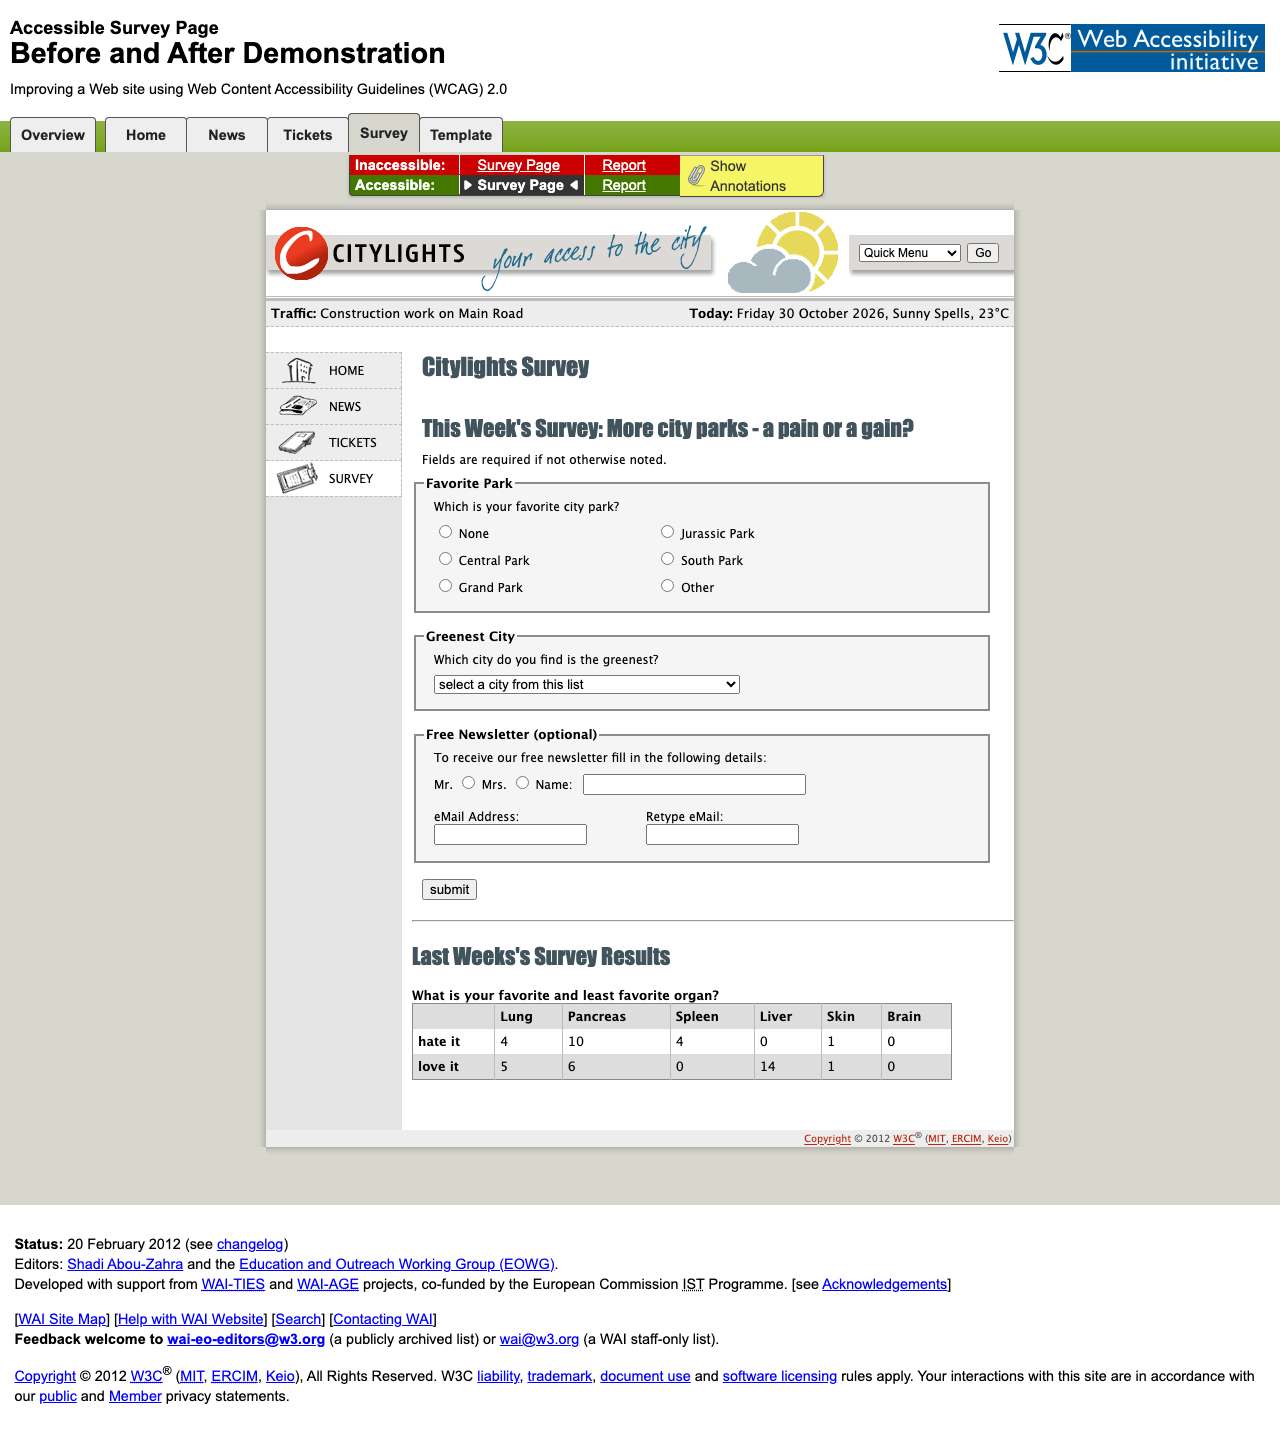 Accessible Survey Page
Before and After Demonstration
Improving a Web site using Web Content Accessibility Guidelines (WCAG) 2.0
W3C® Web Accessibility initiative
Overview Home News Tickets Survey Template
Inaccessible: Survey Page Report
Accessible: Survey Page Report
Show Annotations
CITYLIGHTS your access to the city
Quick Menu Go
Traffic: Construction work on Main Road
Today: Friday 30 October 2026, Sunny Spells, 23°C
HOME
NEWS
TICKETS
SURVEY
Citylights Survey
This Week's Survey: More city parks - a pain or a gain?
Fields are required if not otherwise noted.
Favorite Park
Which is your favorite city park?
None Jurassic Park
Central Park South Park
Grand Park Other
Greenest City
Which city do you find is the greenest?
select a city from this list
Free Newsletter (optional)
To receive our free newsletter fill in the following details:
Mr. Mrs. Name:
eMail Address: Retype eMail:
submit
Last Weeks's Survey Results
What is your favorite and least favorite organ?
Lung Pancreas Spleen Liver Skin Brain
hate it 4 10 4 0 1 0
love it 5 6 0 14 1 0
Copyright © 2012 W3C® (MIT, ERCIM, Keio)
Status: 20 February 2012 (see changelog)
Editors: Shadi Abou-Zahra and the Education and Outreach Working Group (EOWG).
Developed with support from WAI-TIES and WAI-AGE projects, co-funded by the European Commission IST Programme. [see Acknowledgements]
[WAI Site Map] [Help with WAI Website] [Search] [Contacting WAI]
Feedback welcome to wai-eo-editors@w3.org (a publicly archived list) or wai@w3.org (a WAI staff-only list).
Copyright © 2012 W3C® (MIT, ERCIM, Keio), All Rights Reserved. W3C liability, trademark, document use and software licensing rules apply. Your interactions with this site are in accordance with
our public and Member privacy statements.